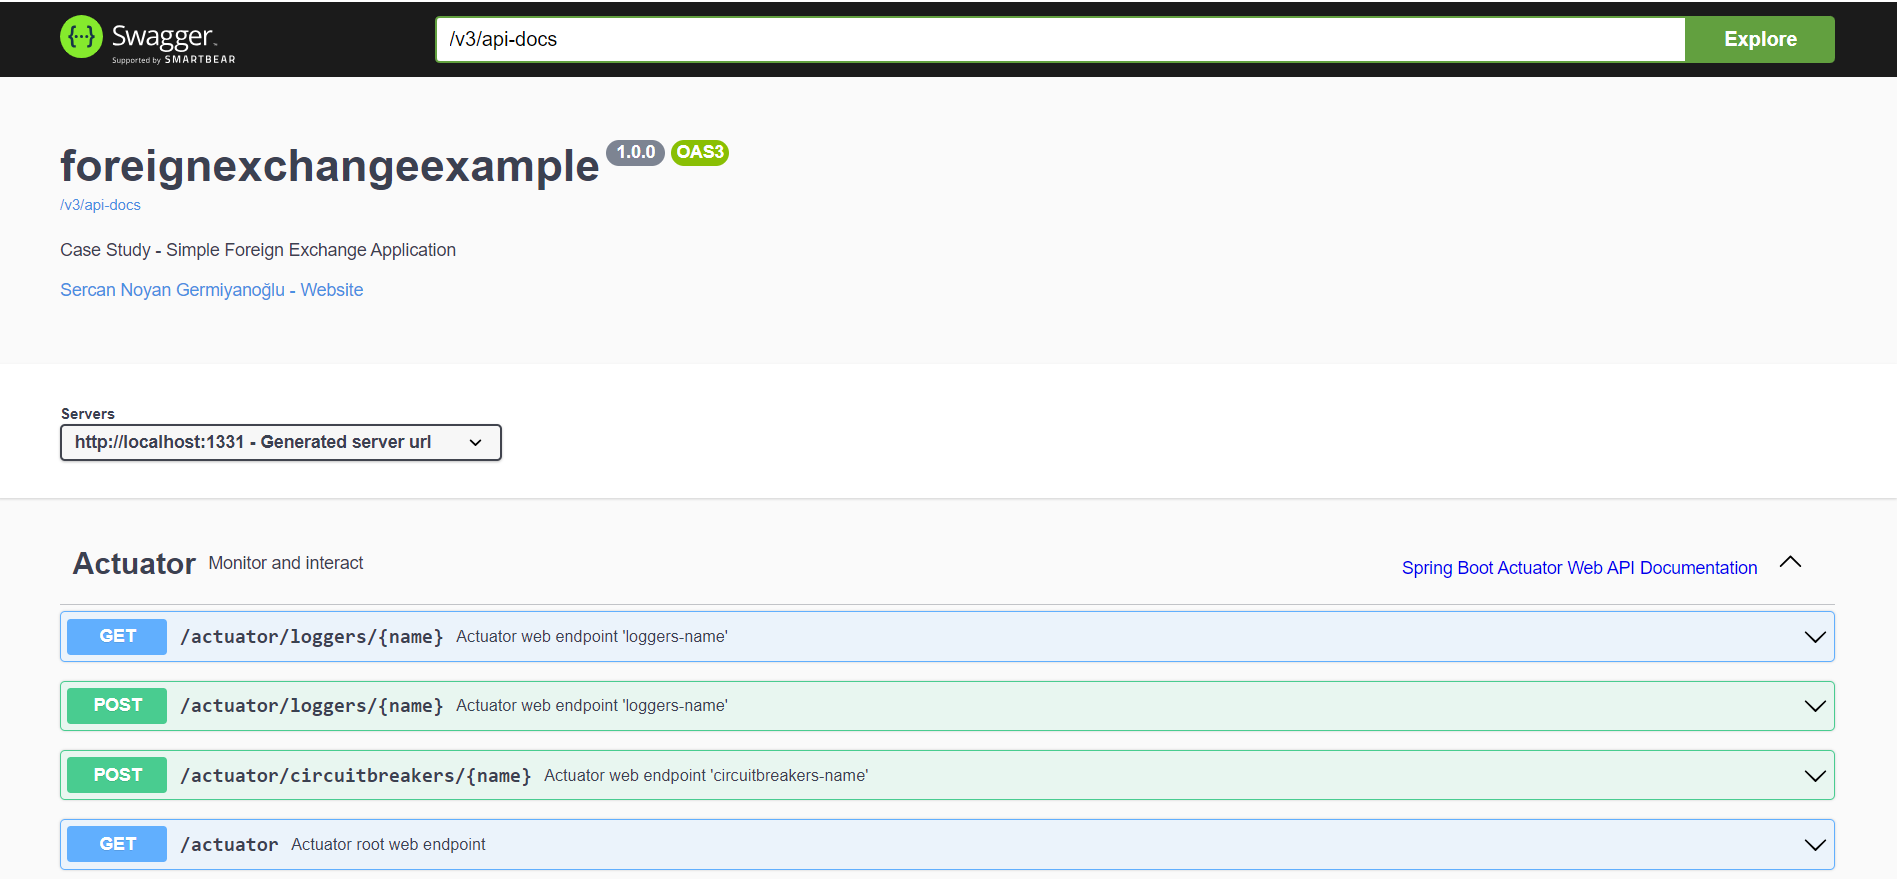 {···} Swagger™
Supported by SMARTBEAR
/v3/api-docs
Explore
foreignexchangeexample 1.0.0 OAS3
/v3/api-docs
Case Study - Simple Foreign Exchange Application
Sercan Noyan Germiyanoğlu - Website
Servers
http://localhost:1331 - Generated server url
Actuator Monitor and interact
Spring Boot Actuator Web API Documentation
GET /actuator/loggers/{name} Actuator web endpoint 'loggers-name'
POST /actuator/loggers/{name} Actuator web endpoint 'loggers-name'
POST /actuator/circuitbreakers/{name} Actuator web endpoint 'circuitbreakers-name'
GET /actuator Actuator root web endpoint